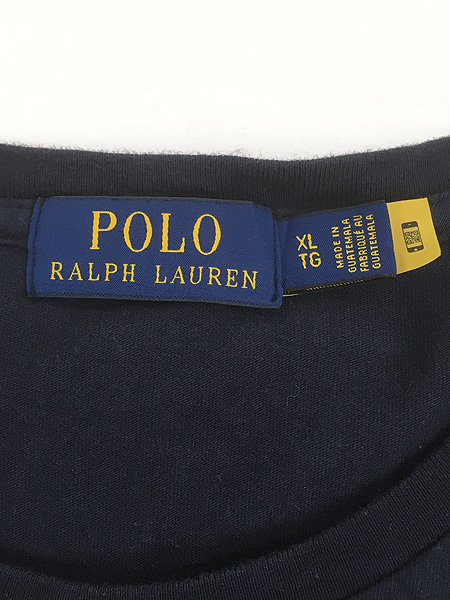 POLO
RALPH LAUREN
XL
TG
MADE IN
GUATEMALA
FABRIQUÉ AU
GUATEMALA